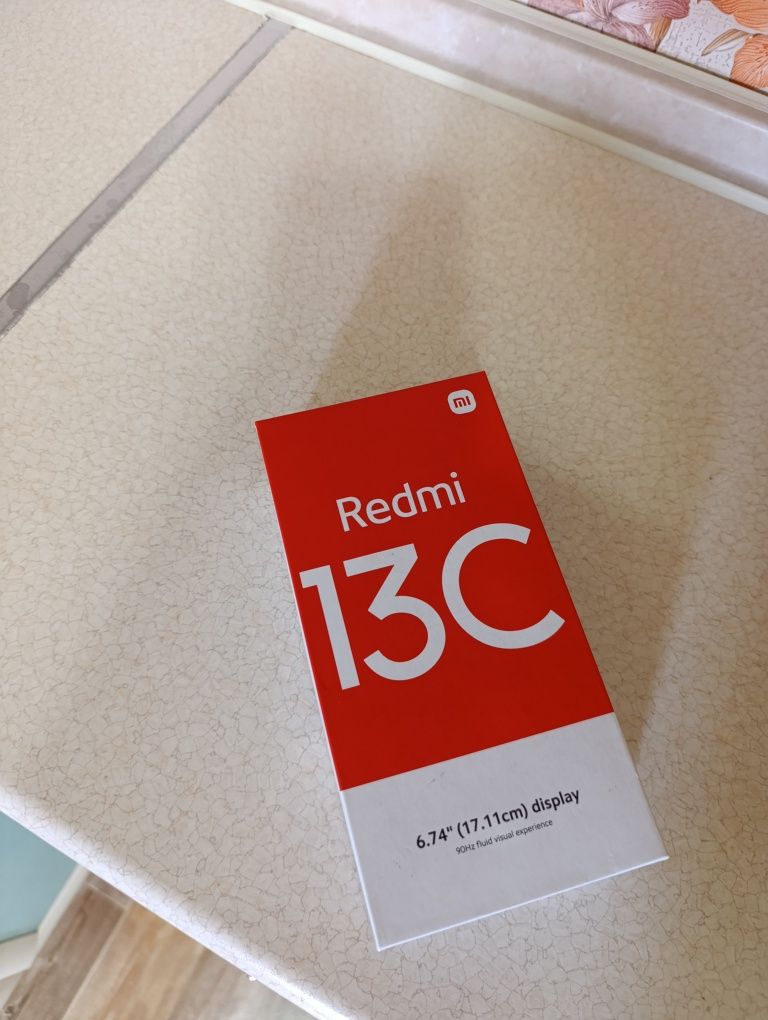 mi
Redmi
13C
6.74" (17.11cm) display
90Hz fluid visual experience